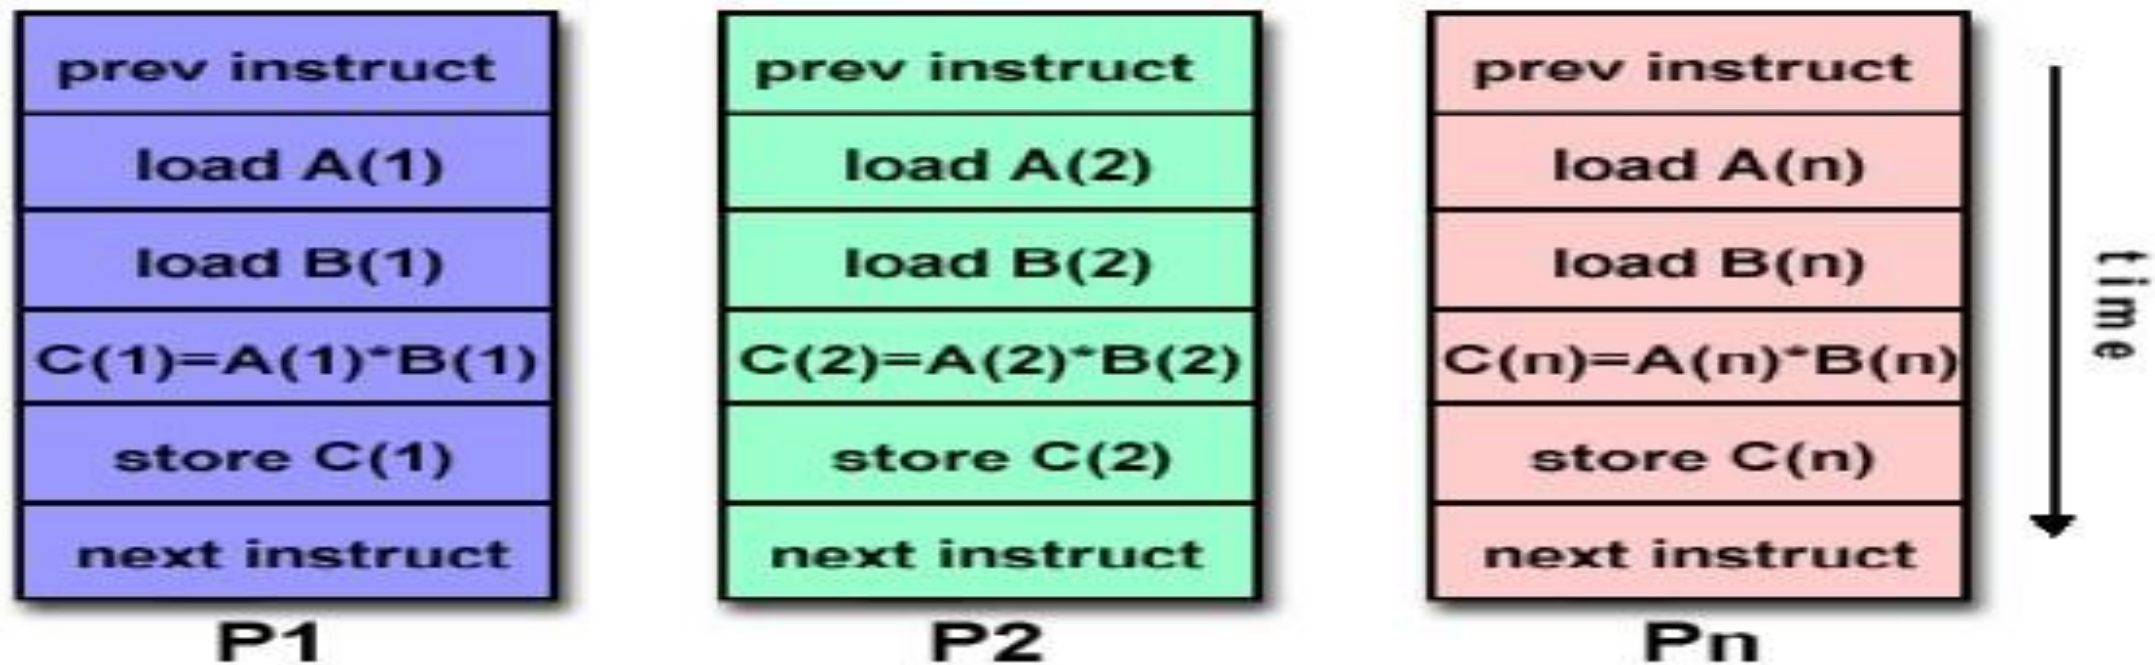 prev instruct
load A(1)
load B(1)
C(1)=A(1)*B(1)
store C(1)
next instruct
P1
prev instruct
load A(2)
load B(2)
C(2)=A(2)*B(2)
store C(2)
next instruct
P2
prev instruct
load A(n)
load B(n)
C(n)=A(n)*B(n)
store C(n)
next instruct
Pn
time